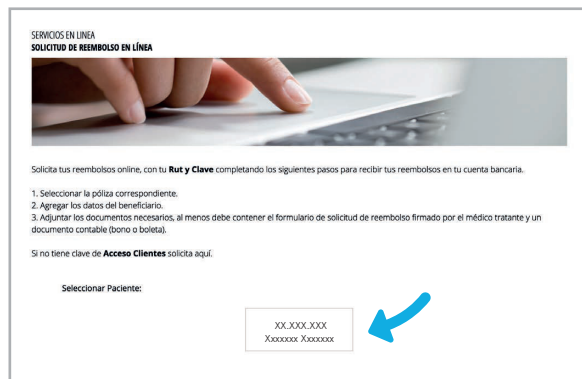 SERVICIOS EN LINEA
SOLICITUD DE REEMBOLSO EN LÍNEA
Solicita tus reembolsos online, con tu Rut y Clave completando los siguientes pasos para recibir tus reembolsos en tu cuenta bancaria.
1. Seleccionar la póliza correspondiente.
2. Agregar los datos del beneficiario.
3. Adjuntar los documentos necesarios, al menos debe contener el formulario de solicitud de reembolso firmado por el médico tratante y un
documento contable (bono o boleta).
Si no tiene clave de Acceso Clientes solicita aquí.
Seleccionar Paciente:
XX.XXX.XXX
Xxxxxxx Xxxxxxx